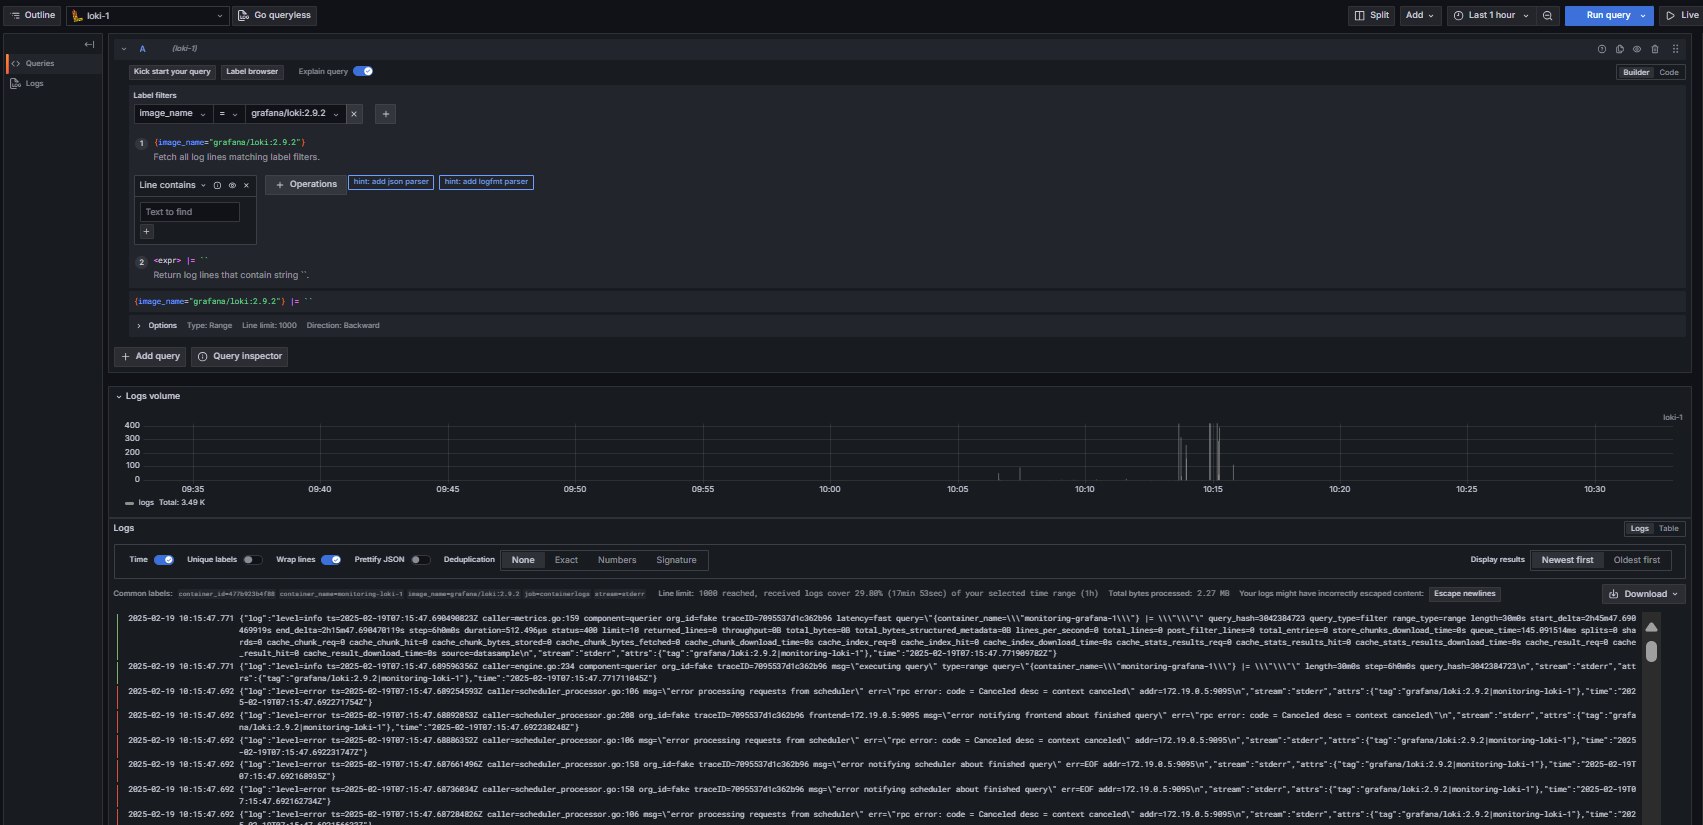 Outline loki-1 Go queryless Split Add Last 1 hour Run query Live
Queries
Logs
A (loki-1)
Kick start your query Label browser Explain query Builder Code
Label filters
image_name = grafana/loki:2.9.2
1 {image_name="grafana/loki:2.9.2"}
Fetch all log lines matching label filters.
Line contains + Operations hint: add json parser hint: add logfmt parser
Text to find
+
2 <expr> |= ``
Return log lines that contain string ``.
{image_name="grafana/loki:2.9.2"} |= ``
Options Type: Range Line limit: 1000 Direction: Backward
+ Add query Query inspector
Logs volume
loki-1
400
300
200
100
0
09:35 09:40 09:45 09:50 09:55 10:00 10:05 10:10 10:15 10:20 10:25 10:30
logs Total: 3.49 K
Logs Logs Table
Time Unique labels Wrap lines Prettify JSON Deduplication None Exact Numbers Signature Display results Newest first Oldest first
Common labels: container_id=477b923b4f88 container_name=monitoring-loki-1 image_name=grafana/loki:2.9.2 job=containerlogs stream=stderr Line limit: 1000 reached, received logs cover 29.80% (17min 53sec) of your selected time range (1h) Total bytes processed: 2.27 MB Your logs might have incorrectly escaped content: Escape newlines Download
2025-02-19 10:15:47.771 {"log":"level=info ts=2025-02-19T07:15:47.690490823Z caller=metrics.go:159 component=querier org_id=fake traceID=7095537d1c362b96 latency=fast query=\"{container_name=\\\"monitoring-grafana-1\\\"} |= \\\"\\\"\" query_hash=3042384723 query_type=filter range_type=range length=30m0s start_delta=2h45m47.690
469919s end_delta=2h15m47.690470119s step=6h0m0s duration=512.496µs status=400 limit=10 returned_lines=0 throughput=0B total_bytes=0B total_bytes_structured_metadata=0B lines_per_second=0 total_lines=0 post_filter_lines=0 total_entries=0 store_chunks_download_time=0s queue_time=145.091514ms splits=0 sha
rds=0 cache_chunk_req=0 cache_chunk_hit=0 cache_chunk_bytes_stored=0 cache_chunk_bytes_fetched=0 cache_chunk_download_time=0s cache_index_req=0 cache_index_hit=0 cache_index_download_time=0s cache_stats_results_req=0 cache_stats_results_hit=0 cache_stats_results_download_time=0s cache_result_req=0 cache
_result_hit=0 cache_result_download_time=0s source=datasample\n","stream":"stderr","attrs":{"tag":"grafana/loki:2.9.2|monitoring-loki-1"},"time":"2025-02-19T07:15:47.771909782Z"}
2025-02-19 10:15:47.771 {"log":"level=info ts=2025-02-19T07:15:47.689596356Z caller=engine.go:234 component=querier org_id=fake traceID=7095537d1c362b96 msg=\"executing query\" type=range query=\"{container_name=\\\"monitoring-grafana-1\\\"} |= \\\"\\\"\" length=30m0s step=6h0m0s query_hash=3042384723\n","stream":"stderr","att
rs":{"tag":"grafana/loki:2.9.2|monitoring-loki-1"},"time":"2025-02-19T07:15:47.771711045Z"}
2025-02-19 10:15:47.692 {"log":"level=error ts=2025-02-19T07:15:47.689254593Z caller=scheduler_processor.go:106 msg=\"error processing requests from scheduler\" err=\"rpc error: code = Canceled desc = context canceled\" addr=172.19.0.5:9095\n","stream":"stderr","attrs":{"tag":"grafana/loki:2.9.2|monitoring-loki-1"},"time":"202
5-02-19T07:15:47.692271754Z"}
2025-02-19 10:15:47.692 {"log":"level=error ts=2025-02-19T07:15:47.68892053Z caller=scheduler_processor.go:208 org_id=fake traceID=7095537d1c362b96 frontend=172.19.0.5:9095 msg=\"error notifying frontend about finished query\" err=\"rpc error: code = Canceled desc = context canceled\"\n","stream":"stderr","attrs":{"tag":"grafa
na/loki:2.9.2|monitoring-loki-1"},"time":"2025-02-19T07:15:47.692238248Z"}
2025-02-19 10:15:47.692 {"log":"level=error ts=2025-02-19T07:15:47.68886352Z caller=scheduler_processor.go:106 msg=\"error processing requests from scheduler\" err=\"rpc error: code = Canceled desc = context canceled\" addr=172.19.0.5:9095\n","stream":"stderr","attrs":{"tag":"grafana/loki:2.9.2|monitoring-loki-1"},"time":"2025
-02-19T07:15:47.692231747Z"}
2025-02-19 10:15:47.692 {"log":"level=error ts=2025-02-19T07:15:47.687661496Z caller=scheduler_processor.go:158 org_id=fake traceID=7095537d1c362b96 msg=\"error notifying scheduler about finished query\" err=EOF addr=172.19.0.5:9095\n","stream":"stderr","attrs":{"tag":"grafana/loki:2.9.2|monitoring-loki-1"},"time":"2025-02-19T
07:15:47.692168935Z"}
2025-02-19 10:15:47.692 {"log":"level=error ts=2025-02-19T07:15:47.68736034Z caller=scheduler_processor.go:158 org_id=fake traceID=7095537d1c362b96 msg=\"error notifying scheduler about finished query\" err=EOF addr=172.19.0.5:9095\n","stream":"stderr","attrs":{"tag":"grafana/loki:2.9.2|monitoring-loki-1"},"time":"2025-02-19T0
7:15:47.692162734Z"}
2025-02-19 10:15:47.692 {"log":"level=error ts=2025-02-19T07:15:47.687284826Z caller=scheduler_processor.go:106 msg=\"error processing requests from scheduler\" err=\"rpc error: code = Canceled desc = context canceled\" addr=172.19.0.5:9095\n","stream":"stderr","attrs":{"tag":"grafana/loki:2.9.2|monitoring-loki-1"},"time":"202